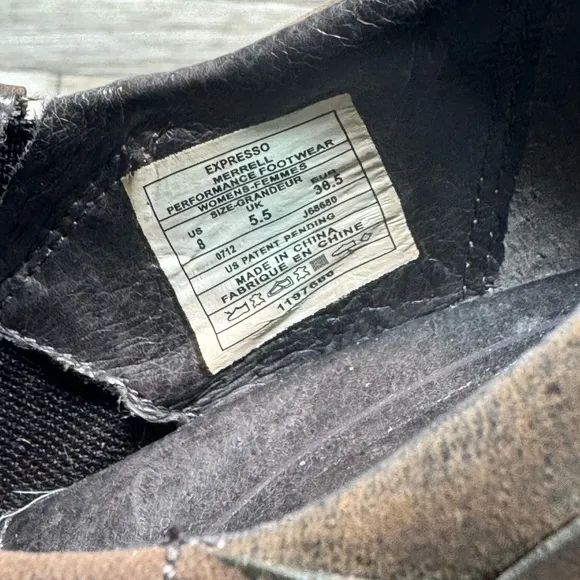 EXPRESSO
MERRELL
PERFORMANCE FOOTWEAR
WOMENS-FEMMES
SIZE-GRANDEUR
US UK EUR
8 5.5 38.5
0712 J68680
US PATENT PENDING
MADE IN CHINA
FABRIQUE EN CHINE